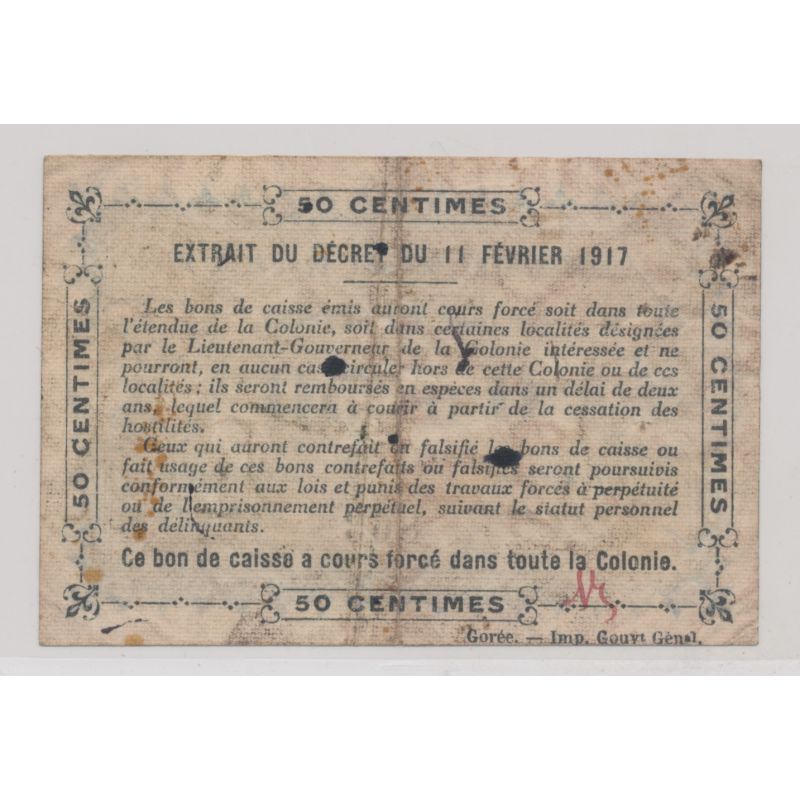 50 CENTIMES
EXTRAIT DU DÉCRET DU 11 FÉVRIER 1917
Les bons de caisse émis auront cours forcé soit dans toute
l'étendue de la Colonie, soit dans certaines localités désignées
par le Lieutenant-Gouverneur de la Colonie intéressée et ne
pourront, en aucun cas circuler hors de cette Colonie ou de ces
localités ; ils seront remboursés en espèces dans un délai de deux
ans, lequel commencera à courir à partir de la cessation des
hostilités.
Ceux qui auront contrefait ou falsifié les bons de caisse ou
fait usage de ces bons contrefaits ou falsifiés seront poursuivis
conformément aux lois et punis des travaux forcés à perpétuité
ou de l'emprisonnement perpétuel, suivant le statut personnel
des délinquants.
Ce bon de caisse a cours forcé dans toute la Colonie.
50 CENTIMES
50 CENTIMES
50 CENTIMES
Gorée. — Imp. Gouvt Génal.